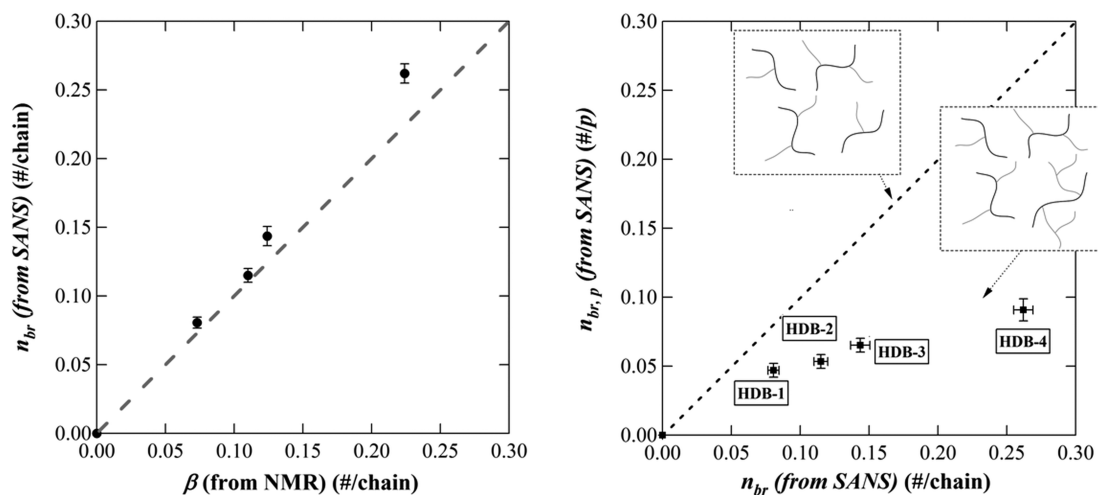 0.30
0.25
0.20
0.15
0.10
0.05
0.00
n_br (from SANS) (#/chain)
0.00 0.05 0.10 0.15 0.20 0.25 0.30
β (from NMR) (#/chain)
0.30
0.25
0.20
0.15
0.10
0.05
0.00
n_br, p (from SANS) (#/p)
HDB-2
HDB-3
HDB-4
HDB-1
0.00 0.05 0.10 0.15 0.20 0.25 0.30
n_br (from SANS) (#/chain)